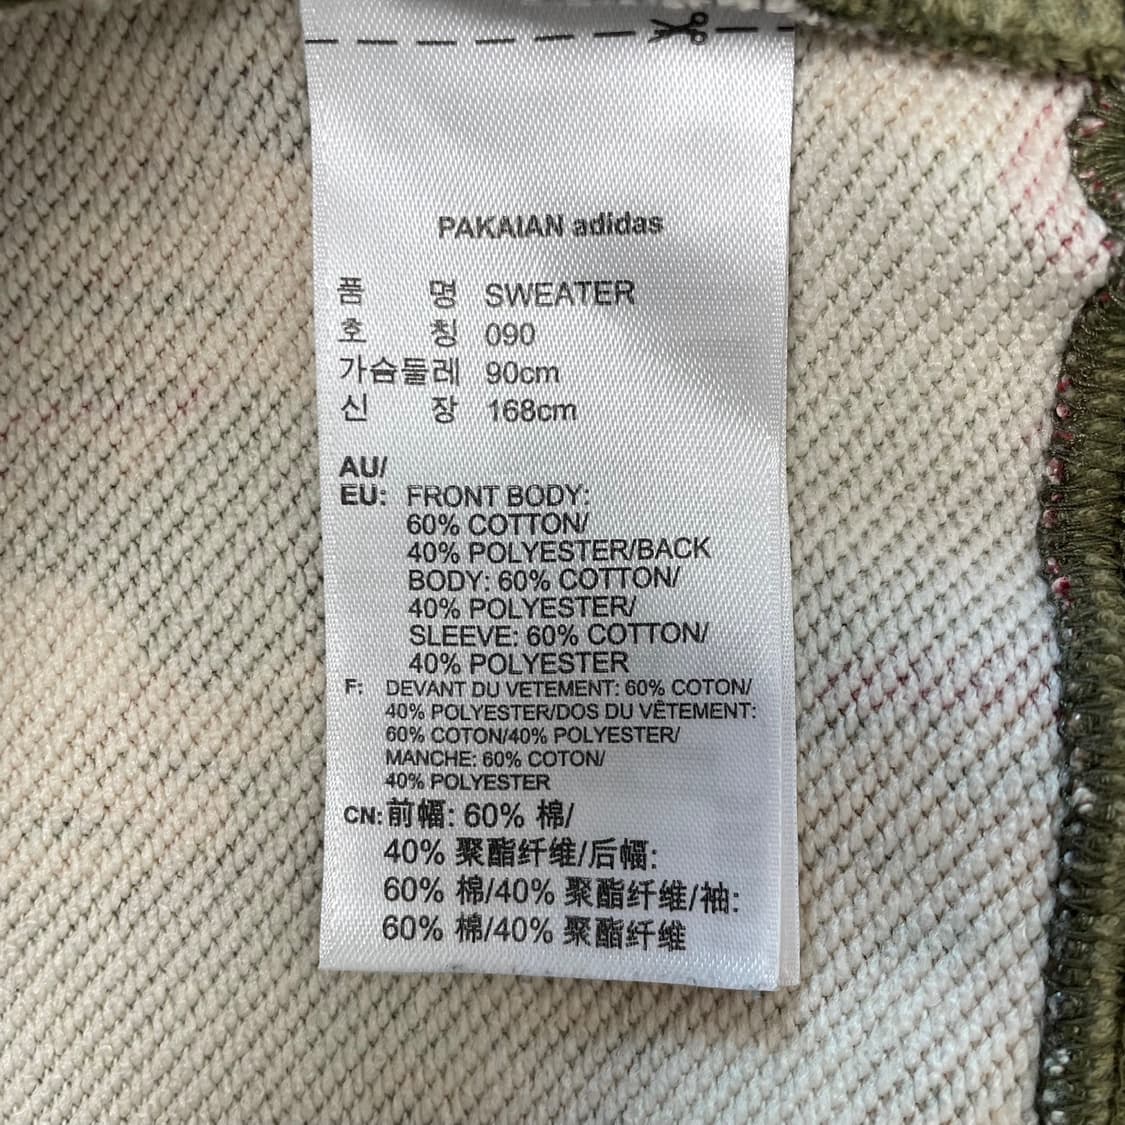 PAKAIAN adidas
품 명 SWEATER
호 칭 090
가슴둘레 90cm
신 장 168cm
AU/
EU: FRONT BODY:
60% COTTON/
40% POLYESTER/BACK
BODY: 60% COTTON/
40% POLYESTER/
SLEEVE: 60% COTTON/
40% POLYESTER
F: DEVANT DU VETEMENT: 60% COTON/
40% POLYESTER/DOS DU VÊTEMENT:
60% COTON/40% POLYESTER/
MANCHE: 60% COTON/
40% POLYESTER
CN: 前幅: 60% 棉/
40% 聚酯纤维/后幅:
60% 棉/40% 聚酯纤维/袖:
60% 棉/40% 聚酯纤维